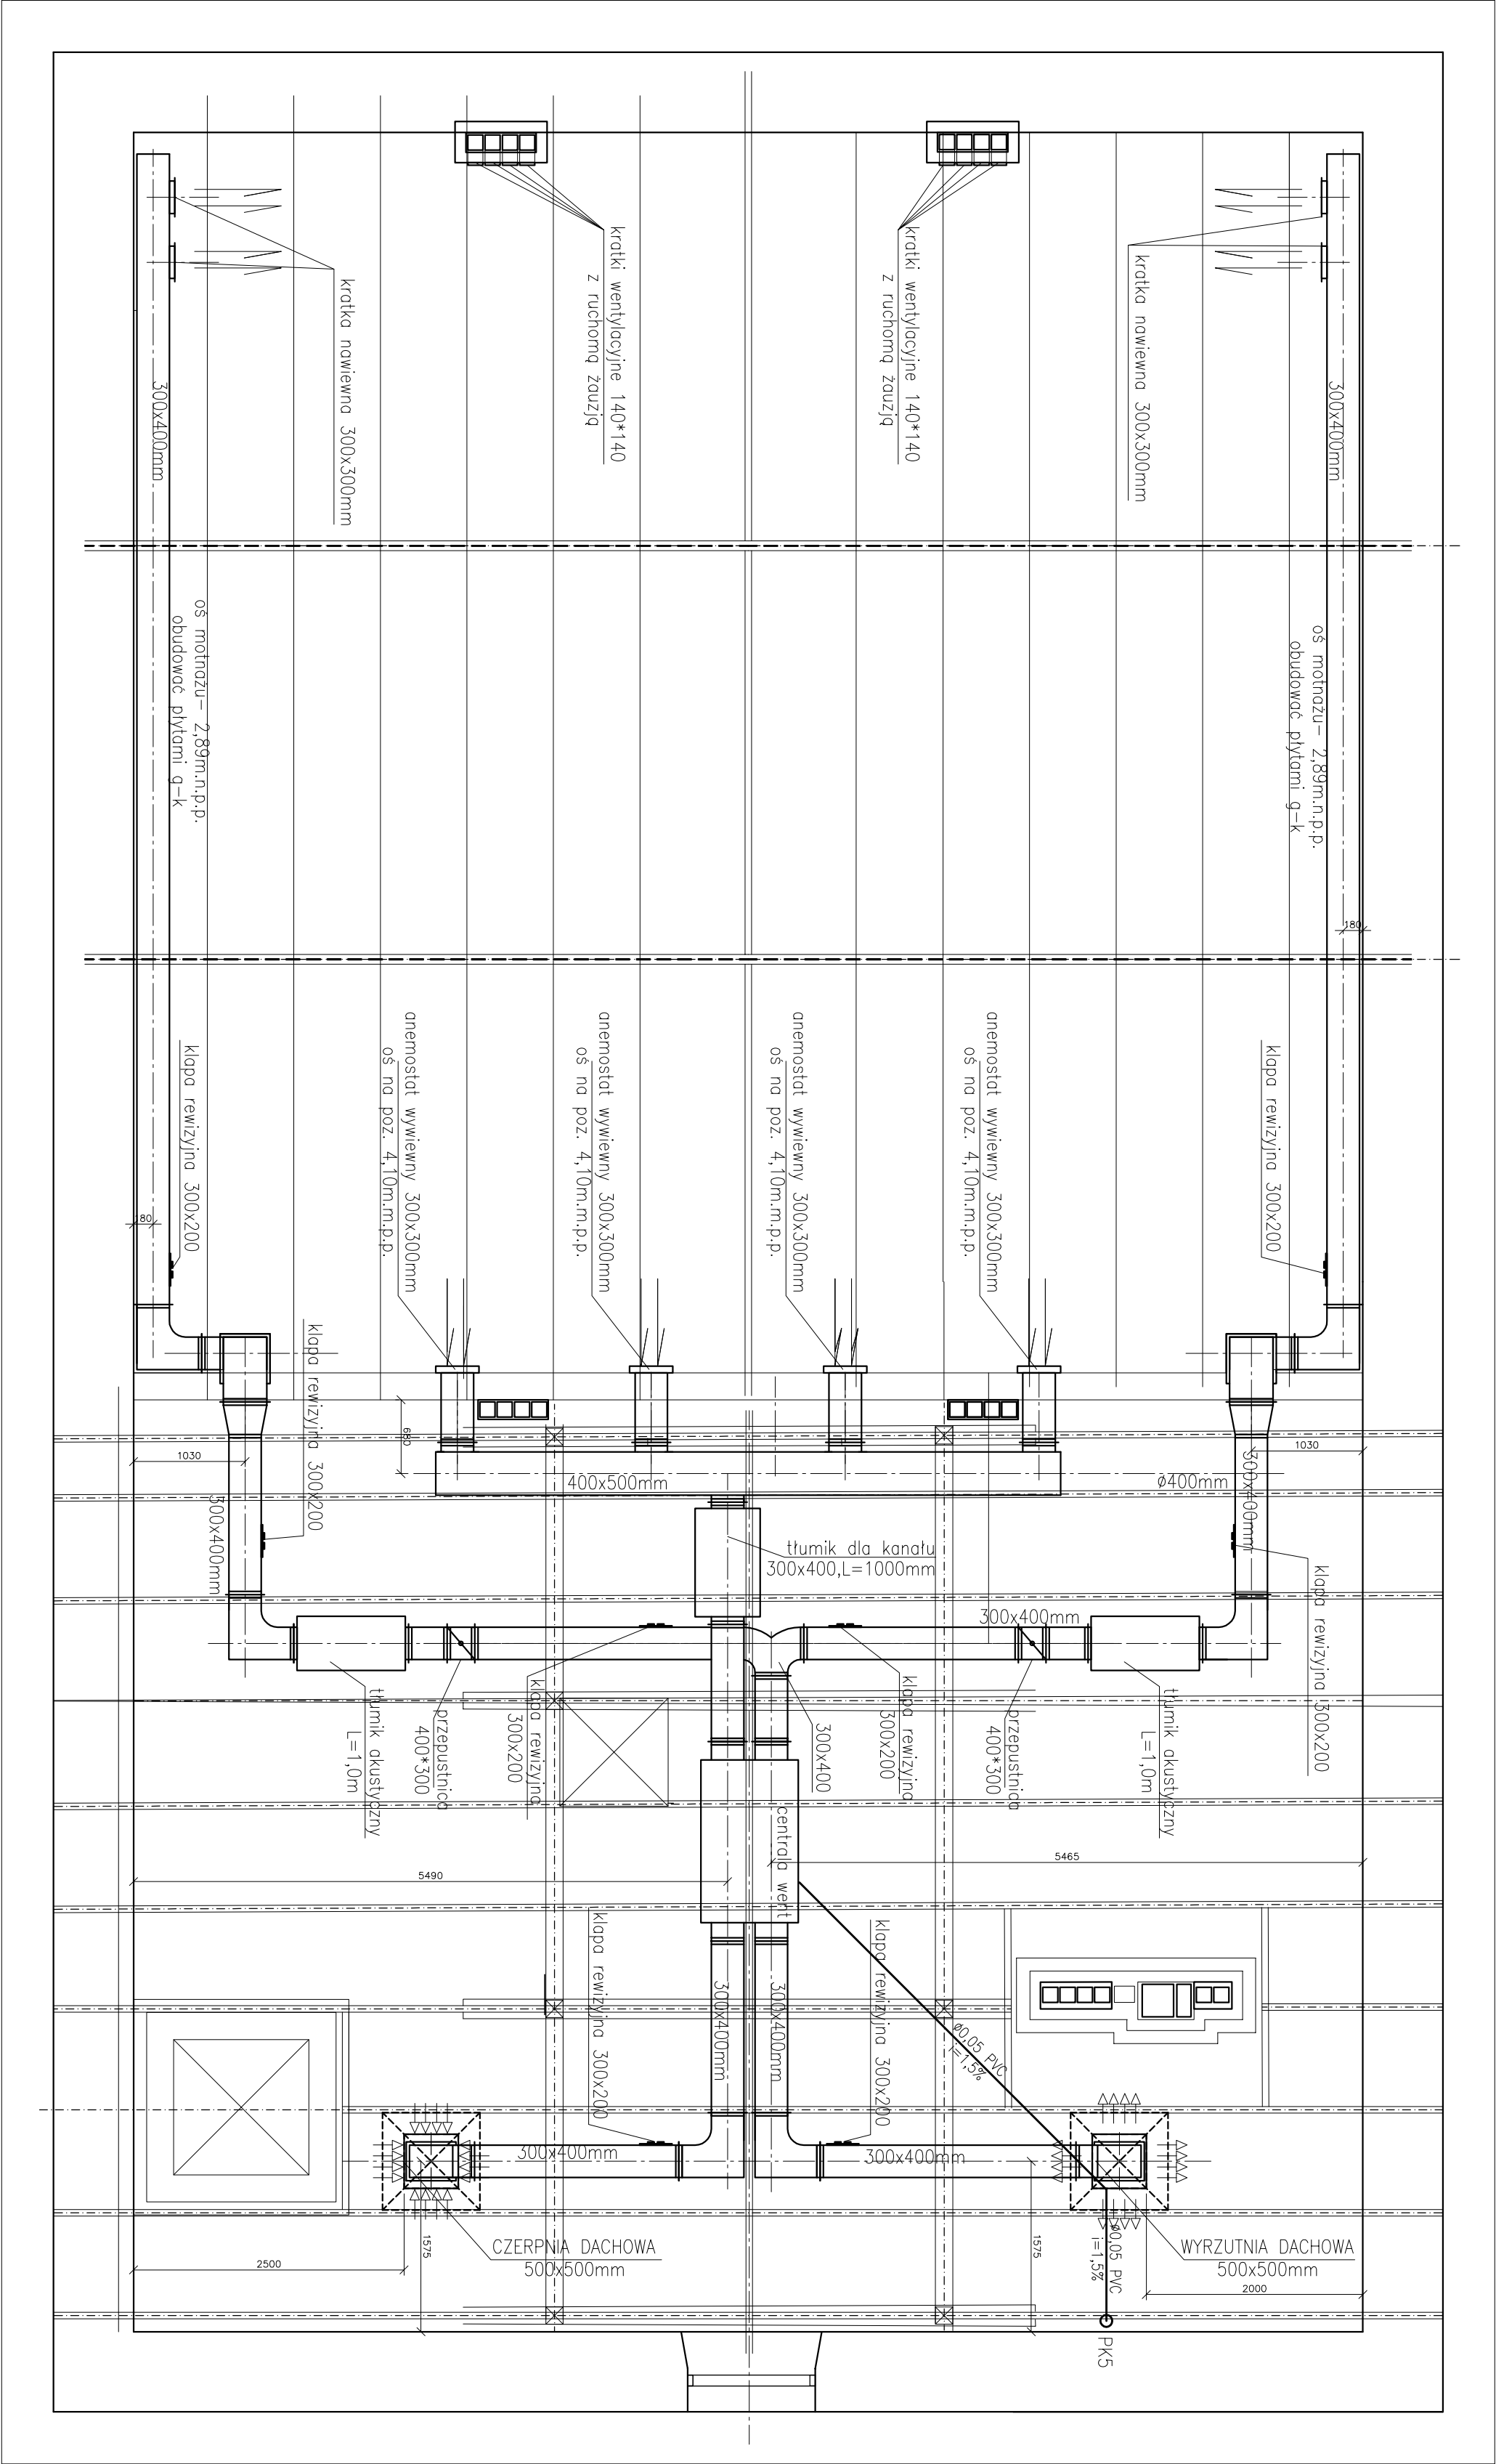 kratki wentylacyjne 140*140
z ruchomą żauzją
kratki wentylacyjne 140*140
z ruchomą żauzją
kratka nawiewna 300x300mm
kratka nawiewna 300x300mm
300x400mm
300x400mm
oś motnażu- 2,89m.n.p.p.
obudować płytami g-k
oś motnażu- 2,89m.n.p.p.
obudować płytami g-k
180
klapa rewizyjna 300x200
anemostat wywiewny 300x300mm
oś na poz. 4,10m.m.p.p.
anemostat wywiewny 300x300mm
oś na poz. 4,10m.m.p.p.
anemostat wywiewny 300x300mm
oś na poz. 4,10m.m.p.p.
anemostat wywiewny 300x300mm
oś na poz. 4,10m.m.p.p.
klapa rewizyjna 300x200
180
klapa rewizyjna 300x200
680
1030
1030
400x500mm
ø400mm
300x400mm
300x400mm
tłumik dla kanału
300x400,L=1000mm
klapa rewizyjna 300x200
300x400mm
tłumik akustyczny
L=1,0m
przepustnica
400*300
klapa rewizyjna
300x200
300x400
klapa rewizyjna
300x200
przepustnica
400*300
tłumik akustyczny
L=1,0m
centrala went
5490
5465
klapa rewizyjna 300x200
300x400mm
300x400mm
klapa rewizyjna 300x200
ø0,05 PVC
i=1,5%
300x400mm
300x400mm
CZERPNIA DACHOWA
500x500mm
WYRZUTNIA DACHOWA
500x500mm
1575
1575
ø0,05 PVC
i=1,5%
2500
2000
PK5